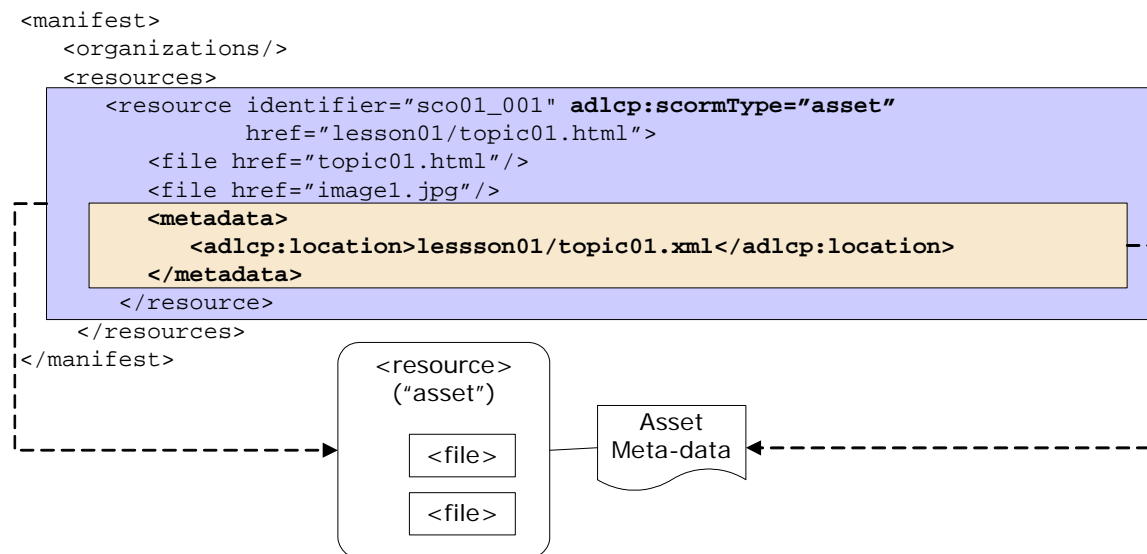 <manifest>
<organizations/>
<resources>
<resource identifier="sco01_001" adlcp:scormType=”asset”
href="lesson01/topic01.html”>
<file href=”topic01.html”/>
<file href=”image1.jpg”/>
<metadata>
<adlcp:location>lessson01/topic01.xml</adlcp:location>
</metadata>
</resource>
</resources>
</manifest>
<resource>
(“asset”)
<file>
<file>
Asset
Meta-data